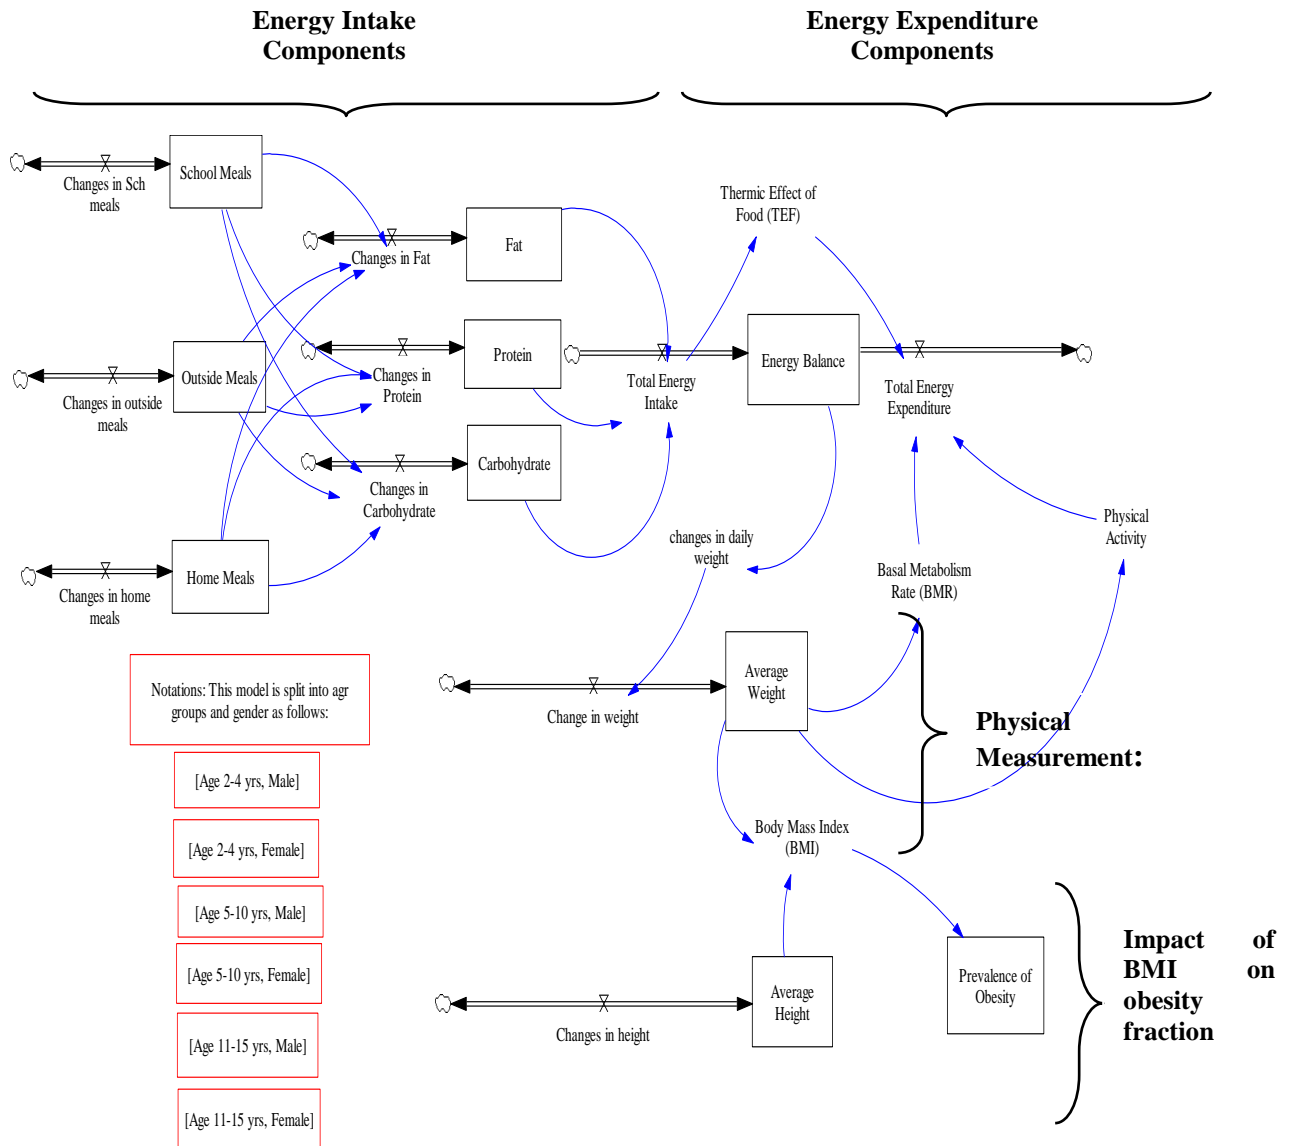 Energy Intake
Components
Energy Expenditure
Components
School Meals
Changes in Sch
meals
Thermic Effect of
Food (TEF)
Fat
Changes in Fat
Protein
Changes in
Protein
Outside Meals
Changes in outside
meals
Total Energy
Intake
Energy Balance
Total Energy
Expenditure
Carbohydrate
Changes in
Carbohydrate
Physical
Activity
changes in daily
weight
Home Meals
Changes in home
meals
Basal Metabolism
Rate (BMR)
Notations: This model is split into agr
groups and gender as follows:
Average
Weight
Change in weight
Physical
Measurement:
[Age 2-4 yrs, Male]
[Age 2-4 yrs, Female]
Body Mass Index
(BMI)
[Age 5-10 yrs, Male]
[Age 5-10 yrs, Female]
Impact of
BMI on
obesity
fraction
Prevalence of
Obesity
Average
Height
Changes in height
[Age 11-15 yrs, Male]
[Age 11-15 yrs, Female]